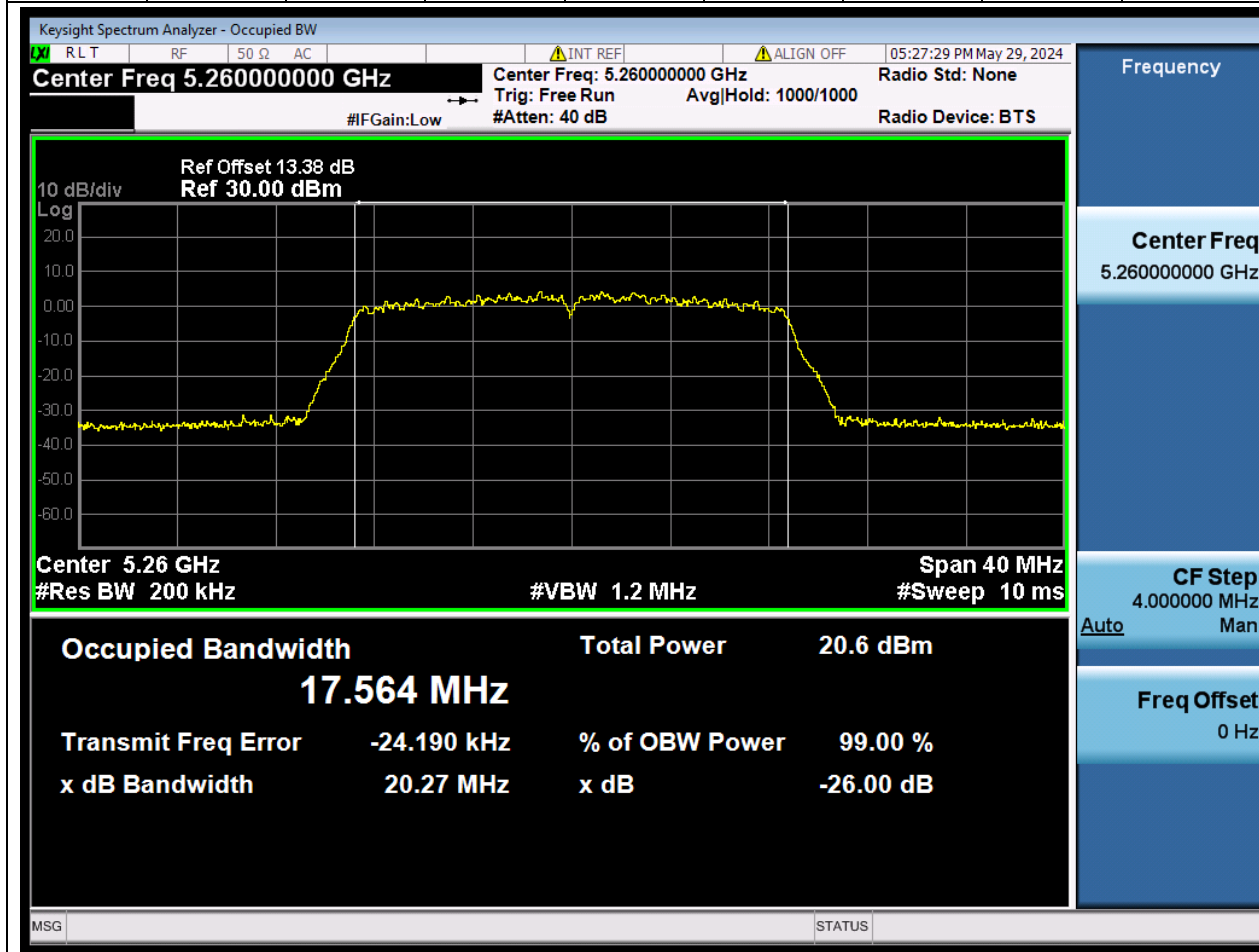 Keysight Spectrum Analyzer - Occupied BW
LXI RLT RF 50 Ω AC INT REF ALIGN OFF 05:27:29 PM May 29, 2024
Center Freq 5.260000000 GHz
Center Freq: 5.260000000 GHz Radio Std: None
Trig: Free Run Avg|Hold: 1000/1000
#IFGain:Low #Atten: 40 dB Radio Device: BTS
Ref Offset 13.38 dB
10 dB/div Ref 30.00 dBm
Log
20.0
10.0
0.00
-10.0
-20.0
-30.0
-40.0
-50.0
-60.0
Center 5.26 GHz Span 40 MHz
#Res BW 200 kHz #VBW 1.2 MHz #Sweep 10 ms
Occupied Bandwidth Total Power 20.6 dBm
17.564 MHz
Transmit Freq Error -24.190 kHz % of OBW Power 99.00 %
x dB Bandwidth 20.27 MHz x dB -26.00 dB
MSG STATUS
Frequency
Center Freq
5.260000000 GHz
CF Step
4.000000 MHz
Auto Man
Freq Offset
0 Hz